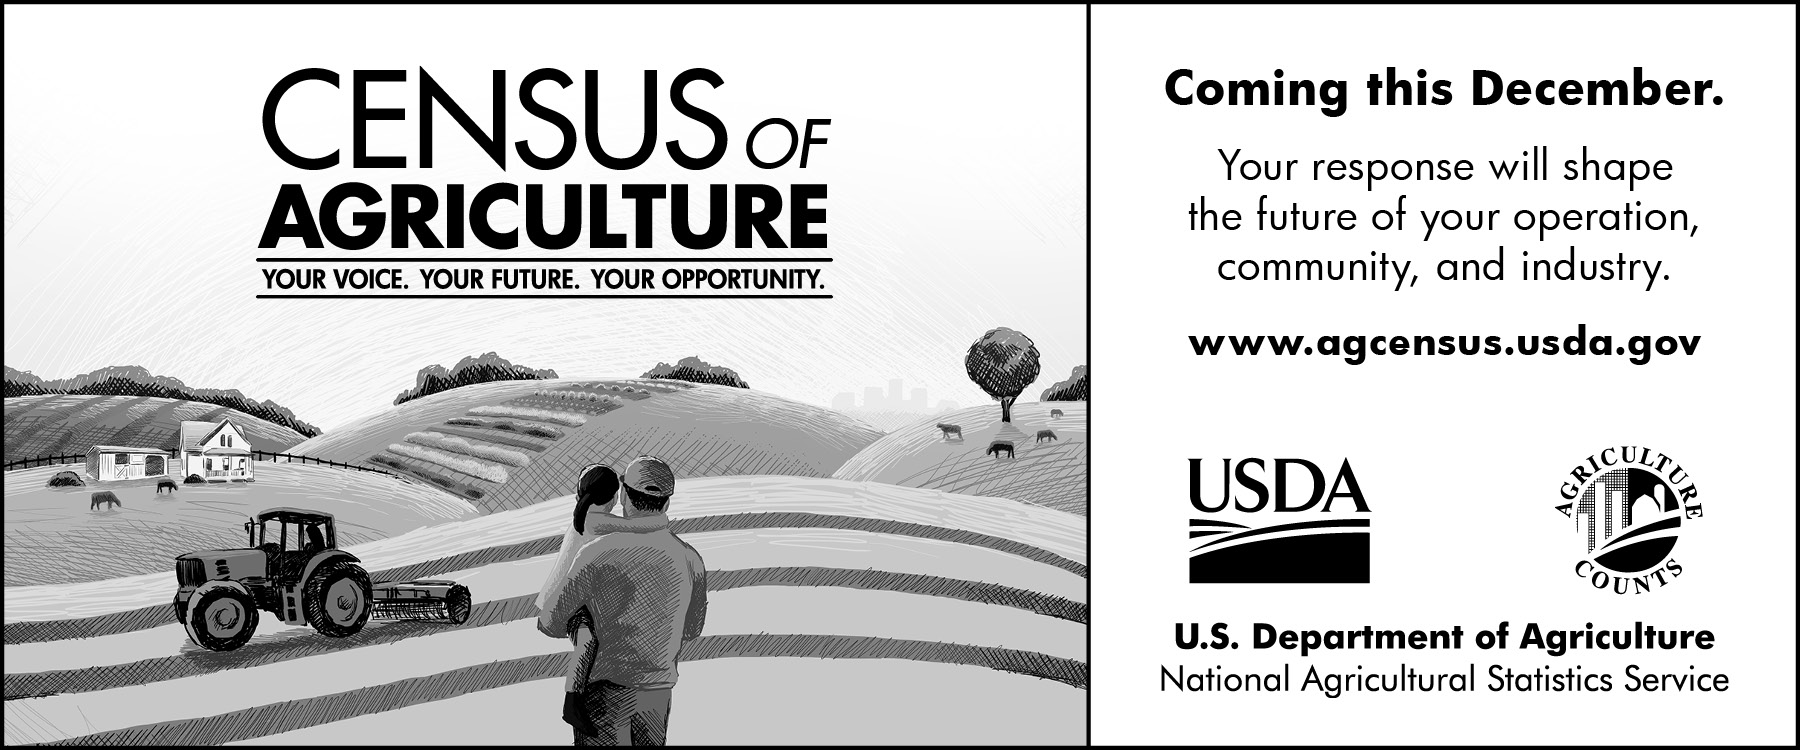 CENSUS OF
AGRICULTURE
YOUR VOICE. YOUR FUTURE. YOUR OPPORTUNITY.
Coming this December.
Your response will shape
the future of your operation,
community, and industry.
www.agcensus.usda.gov
USDA
AGRICULTURE
COUNTS
U.S. Department of Agriculture
National Agricultural Statistics Service